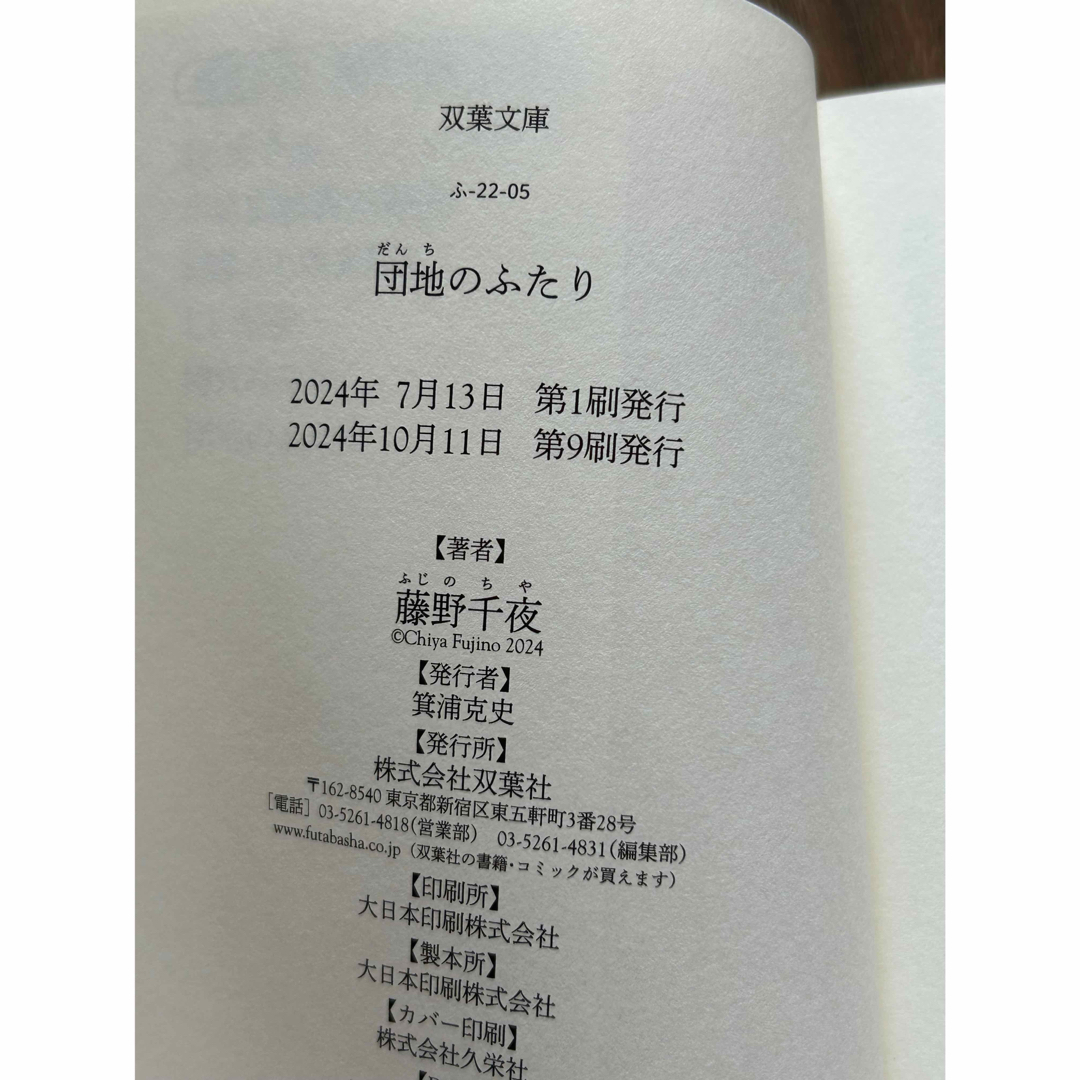 双葉文庫
ふ-22-05
だんち
団地のふたり
2024年 7月13日 第1刷発行
2024年10月11日 第9刷発行
【著者】
ふじのちや
藤野千夜
©Chiya Fujino 2024
【発行者】
箕浦克史
【発行所】
株式会社双葉社
〒162-8540 東京都新宿区東五軒町3番28号
[電話] 03-5261-4818(営業部) 03-5261-4831(編集部)
www.futabasha.co.jp (双葉社の書籍・コミックが買えます)
【印刷所】
大日本印刷株式会社
【製本所】
大日本印刷株式会社
【カバー印刷】
株式会社久栄社